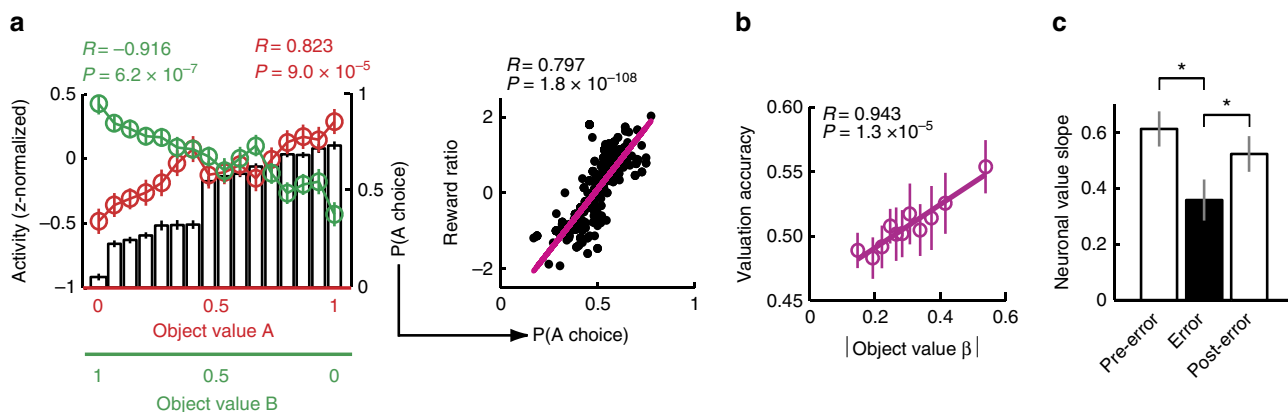 a
R = −0.916
P = 6.2 × 10⁻⁷
R = 0.823
P = 9.0 × 10⁻⁵
Activity (z-normalized)
0.5
0
−0.5
−1
1
0.5
0
P(A choice)
0 0.5 1
Object value A
1 0.5 0
Object value B
R = 0.797
P = 1.8 × 10⁻¹⁰⁸
Reward ratio
2
0
−2
0 0.5 1
P(A choice)
b
R = 0.943
P = 1.3 ×10⁻⁵
Valuation accuracy
0.60
0.55
0.50
0.45
0 0.2 0.4 0.6
|Object value β|
c
* 
*
Neuronal value slope
0.6
0.4
0.2
0
Pre-error
Error
Post-error